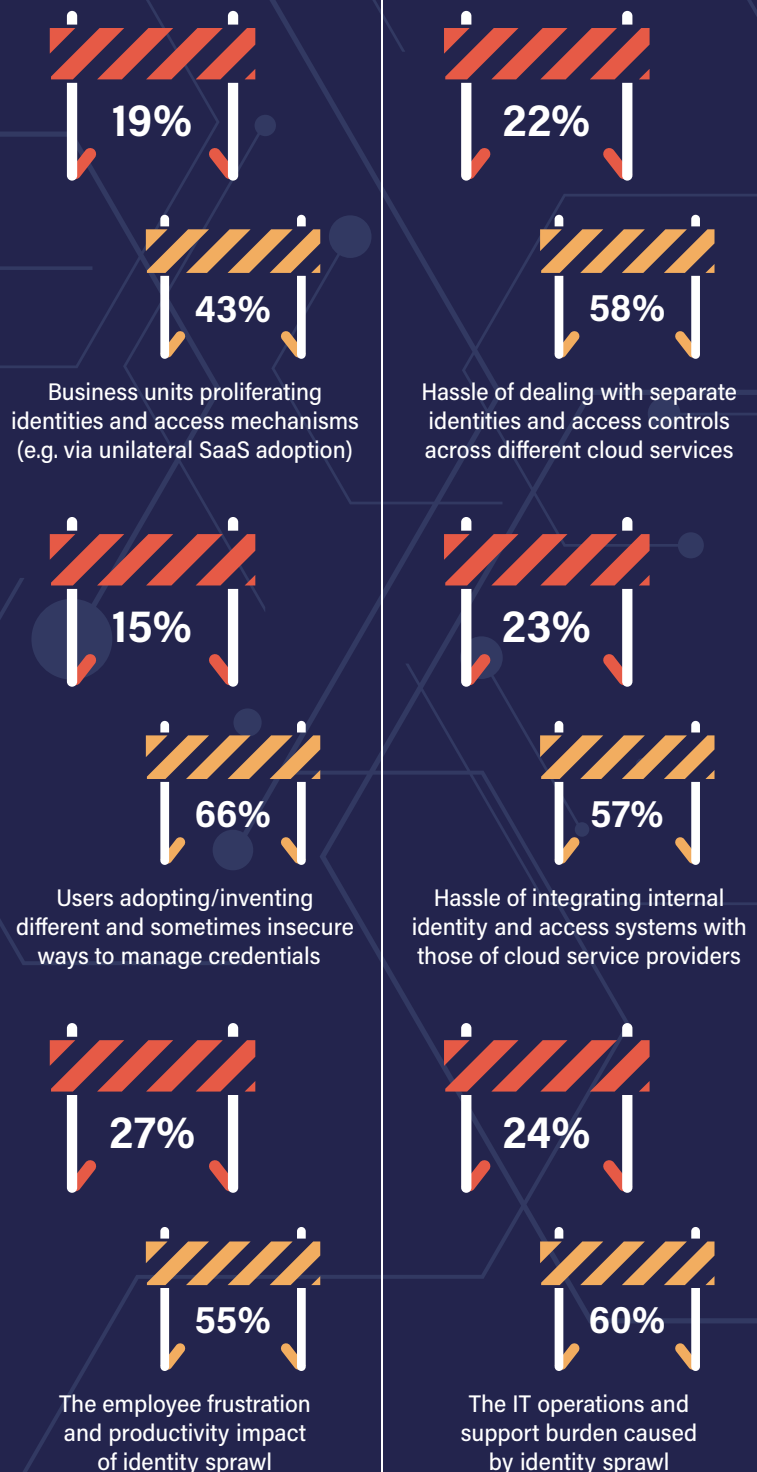 19%
43%
Business units proliferating
identities and access mechanisms
(e.g. via unilateral SaaS adoption)
22%
58%
Hassle of dealing with separate
identities and access controls
across different cloud services
15%
66%
Users adopting/inventing
different and sometimes insecure
ways to manage credentials
23%
57%
Hassle of integrating internal
identity and access systems with
those of cloud service providers
27%
55%
The employee frustration
and productivity impact
of identity sprawl
24%
60%
The IT operations and
support burden caused
by identity sprawl